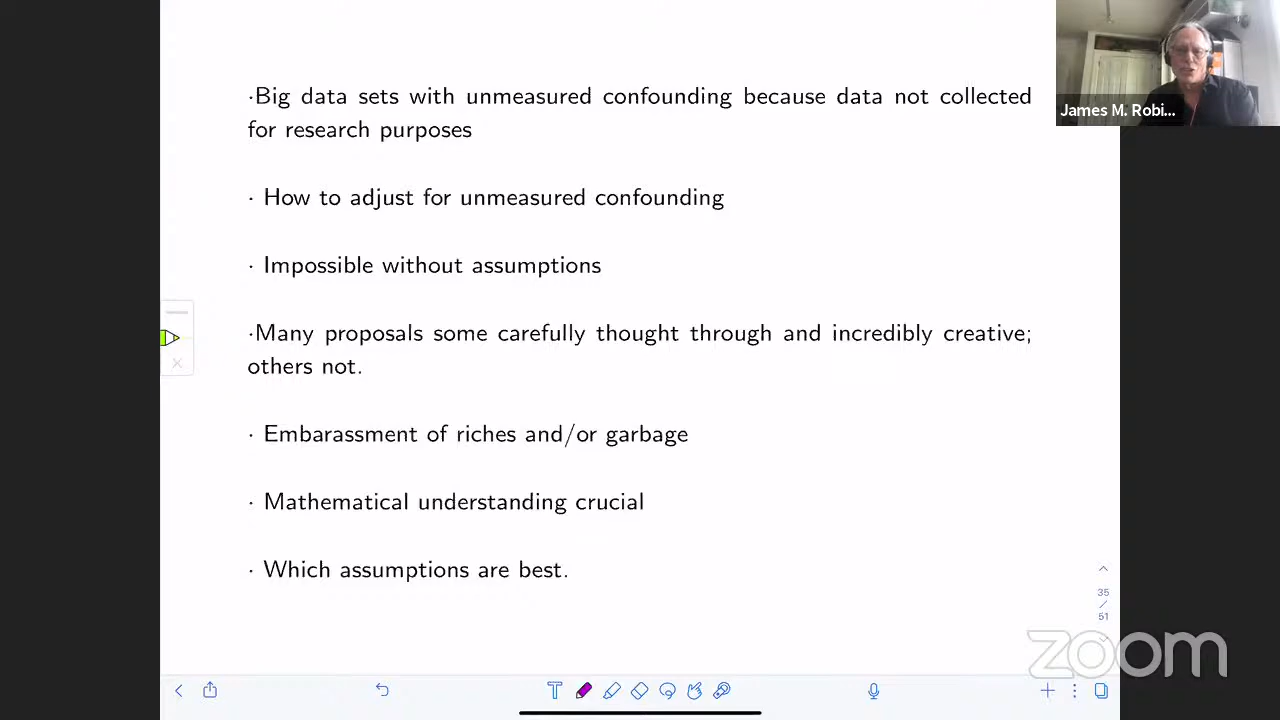 ·Big data sets with unmeasured confounding because data not collected
for research purposes
· How to adjust for unmeasured confounding
· Impossible without assumptions
·Many proposals some carefully thought through and incredibly creative;
others not.
· Embarassment of riches and/or garbage
· Mathematical understanding crucial
· Which assumptions are best.
James M. Robi...
35
/
51
zoom
T